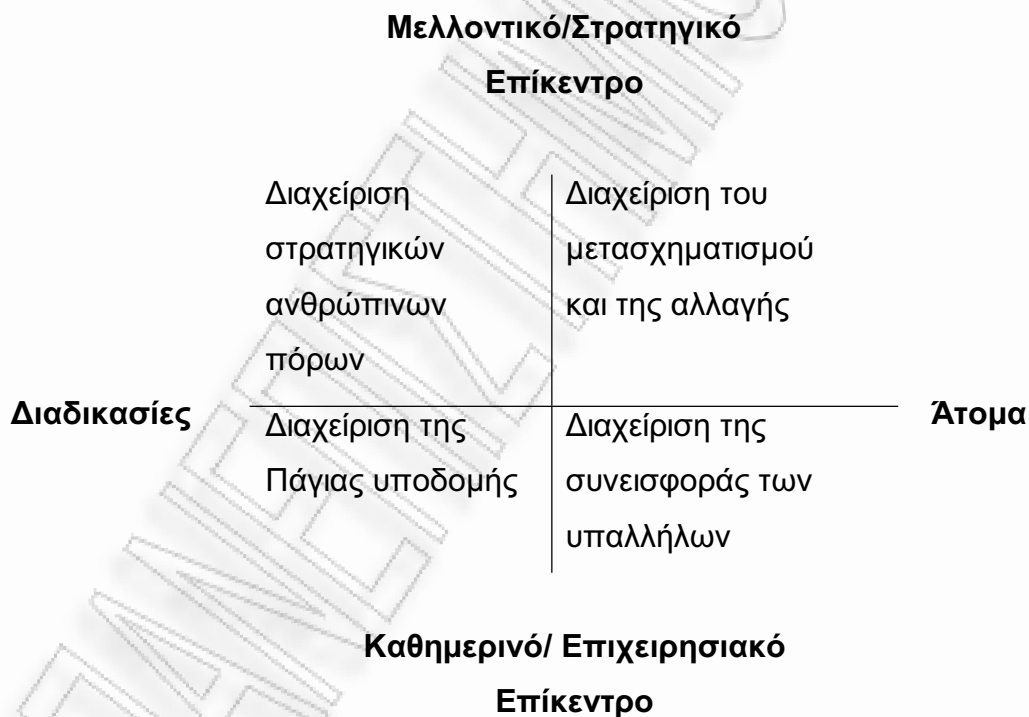 Μελλοντικό/Στρατηγικό
Επίκεντρο
Διαχείριση
στρατηγικών
ανθρώπινων
πόρων
Διαχείριση του
μετασχηματισμού
και της αλλαγής
Διαδικασίες
Άτομα
Διαχείριση της
Πάγιας υποδομής
Διαχείριση της
συνεισφοράς των
υπαλλήλων
Καθημερινό/ Επιχειρησιακό
Επίκεντρο